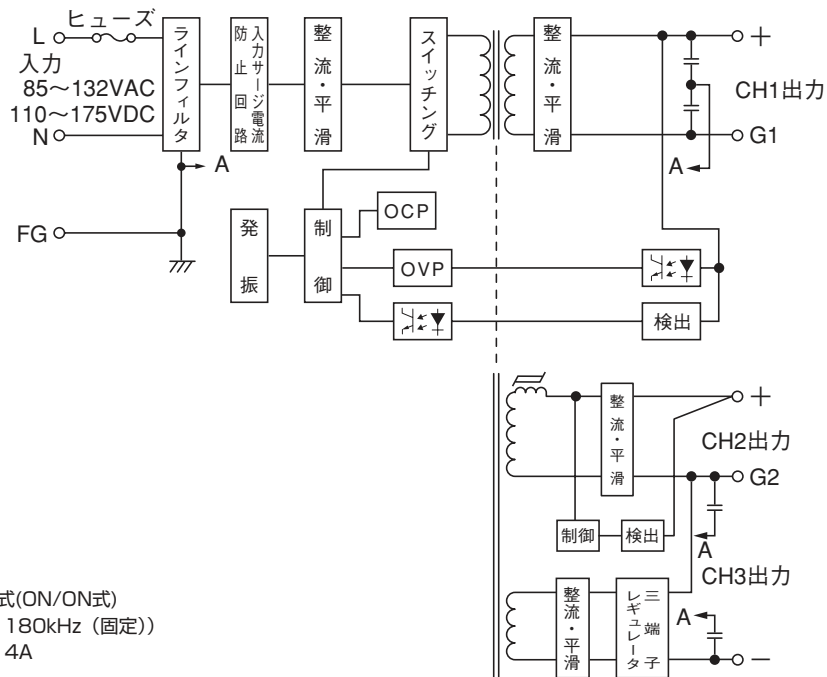 ヒューズ
L
入力
85～132VAC
110～175VDC
N
FG
ラインフィルタ
A
入力サージ電流
防止回路
整流・平滑
スイッチング
整流・平滑
＋
CH1出力
G1
A
発振
制御
OCP
OVP
検出
整流・平滑
＋
CH2出力
G2
制御
検出
A
CH3出力
整流・平滑
三端子
レギュレータ
A
－
式(ON/ON式)
180kHz（固定））
4A